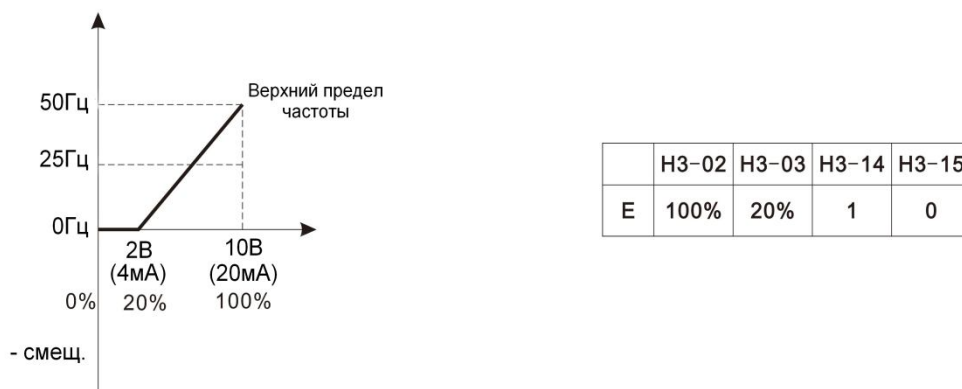 50Гц
Верхний предел
частоты
25Гц
0Гц
2В 10В
(4мА) (20мА)
0% 20% 100%
- смещ.
H3-02 H3-03 H3-14 H3-15
E 100% 20% 1 0